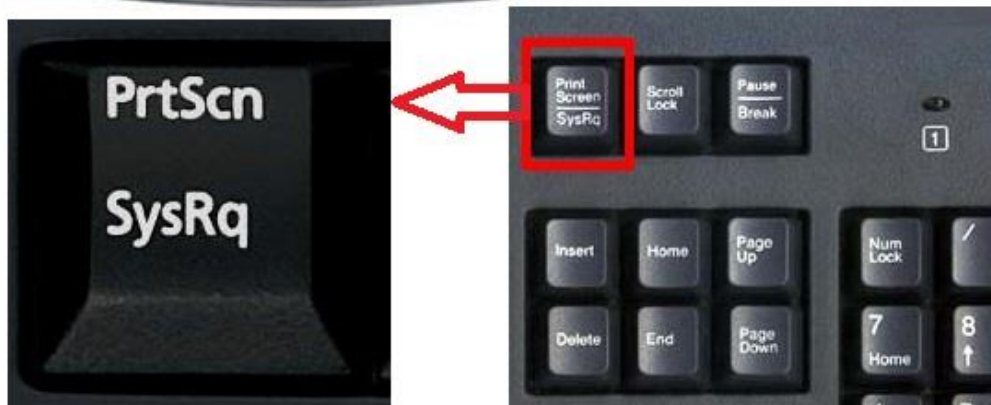 PrtScn
SysRq
Print
Screen
SysRq
Scroll
Lock
Pause
Break
1
Insert
Home
Page
Up
Num
Lock
/
Delete
End
Page
Down
7
Home
8
↑